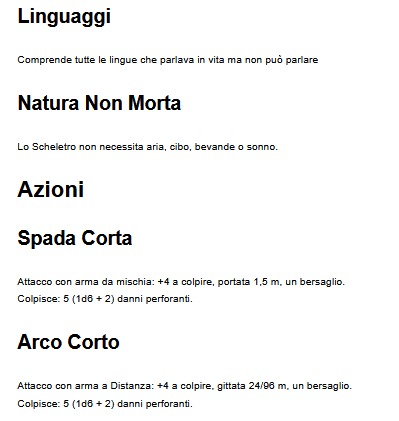 Linguaggi
Comprende tutte le lingue che parlava in vita ma non può parlare
Natura Non Morta
Lo Scheletro non necessita aria, cibo, bevande o sonno.
Azioni
Spada Corta
Attacco con arma da mischia: +4 a colpire, portata 1,5 m, un bersaglio.
Colpisce: 5 (1d6 + 2) danni perforanti.
Arco Corto
Attacco con arma a Distanza: +4 a colpire, gittata 24/96 m, un bersaglio.
Colpisce: 5 (1d6 + 2) danni perforanti.